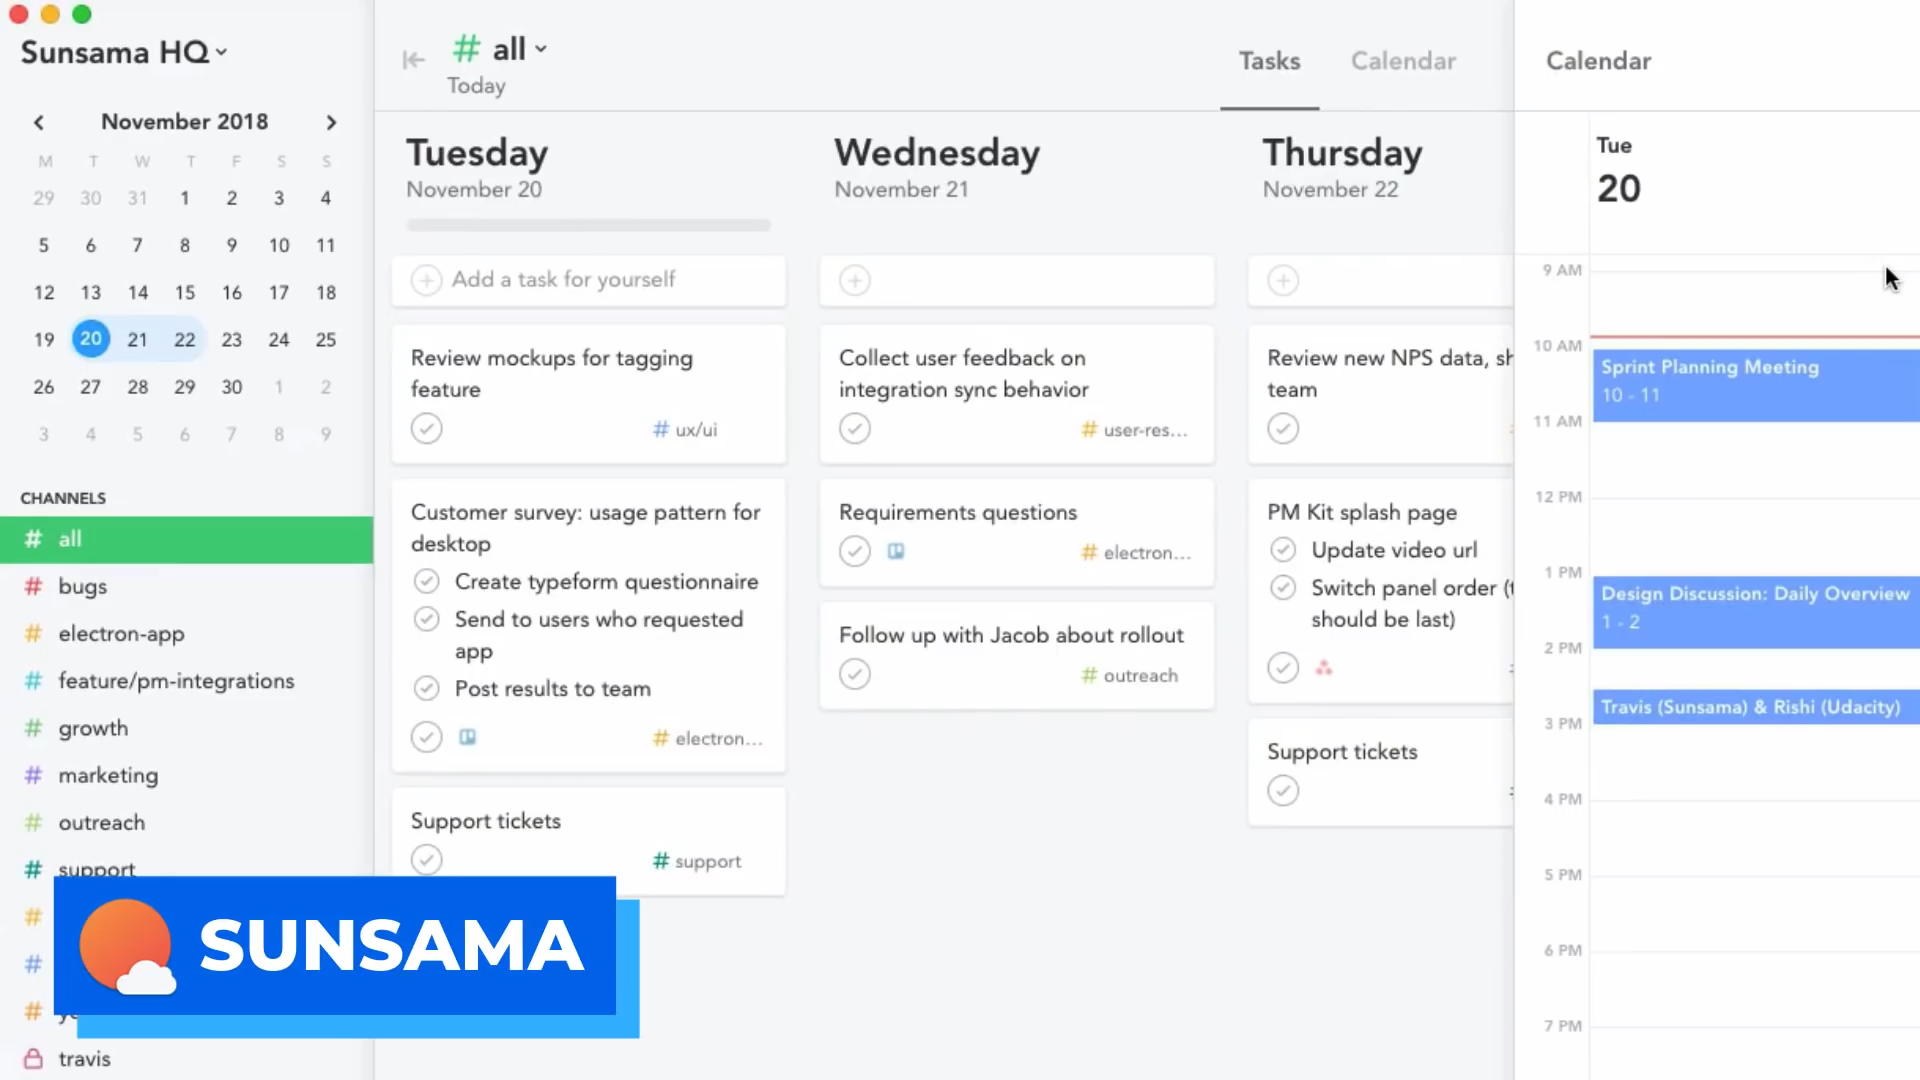 Sunsama HQ
November 2018
M T W T F S S
29 30 31 1 2 3 4
5 6 7 8 9 10 11
12 13 14 15 16 17 18
19 20 21 22 23 24 25
26 27 28 29 30 1 2
3 4 5 6 7 8 9
CHANNELS
# all
# bugs
# electron-app
# feature/pm-integrations
# growth
# marketing
# outreach
# support
#
#
#
travis
# all
Today
Tasks
Calendar
Tuesday
November 20
Add a task for yourself
Review mockups for tagging
feature
# ux/ui
Customer survey: usage pattern for
desktop
Create typeform questionnaire
Send to users who requested
app
Post results to team
# electron...
Support tickets
# support
Wednesday
November 21
Collect user feedback on
integration sync behavior
# user-res...
Requirements questions
# electron...
Follow up with Jacob about rollout
# outreach
Thursday
November 22
Review new NPS data, sh
team
PM Kit splash page
Update video url
Switch panel order (t
should be last)
Support tickets
Calendar
Tue
20
9 AM
10 AM
Sprint Planning Meeting
10 - 11
11 AM
12 PM
1 PM
Design Discussion: Daily Overview
1 - 2
2 PM
Travis (Sunsama) & Rishi (Udacity)
3 PM
4 PM
5 PM
6 PM
7 PM
SUNSAMA